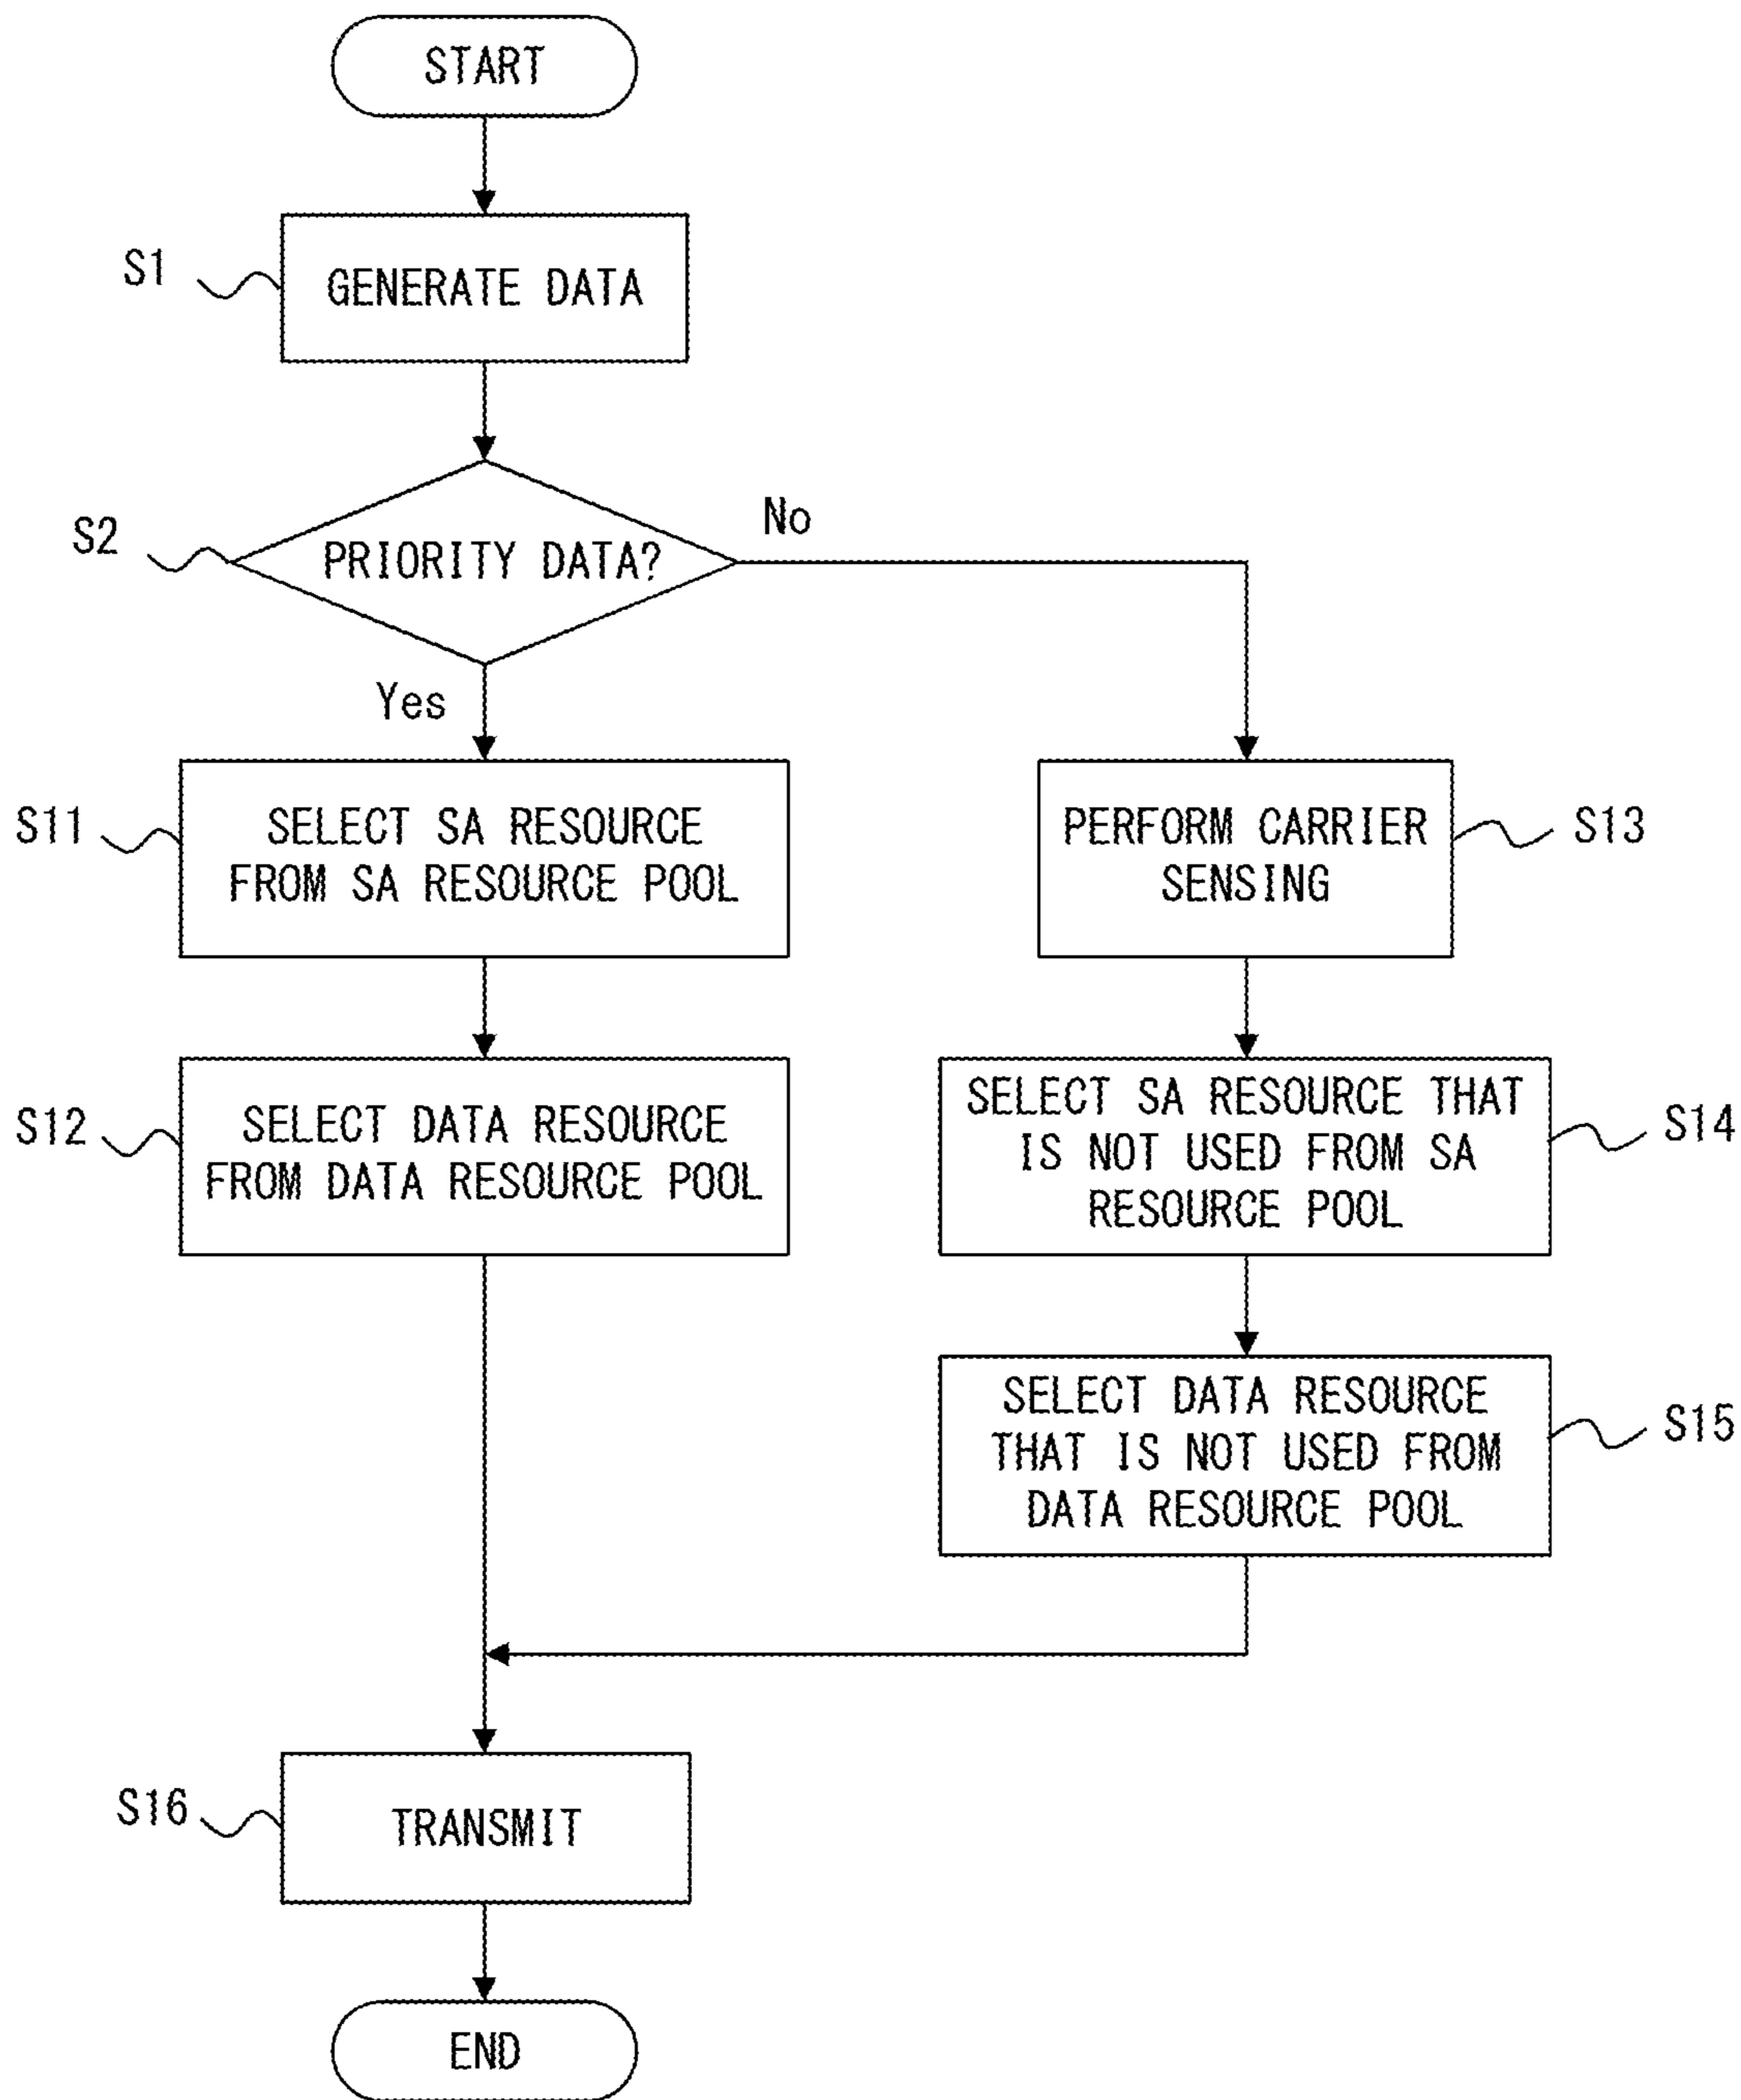 START
S1
GENERATE DATA
S2
PRIORITY DATA?
No
Yes
S11
SELECT SA RESOURCE
FROM SA RESOURCE POOL
PERFORM CARRIER
SENSING
S13
S12
SELECT DATA RESOURCE
FROM DATA RESOURCE POOL
SELECT SA RESOURCE THAT
IS NOT USED FROM SA
RESOURCE POOL
S14
SELECT DATA RESOURCE
THAT IS NOT USED FROM
DATA RESOURCE POOL
S15
S16
TRANSMIT
END